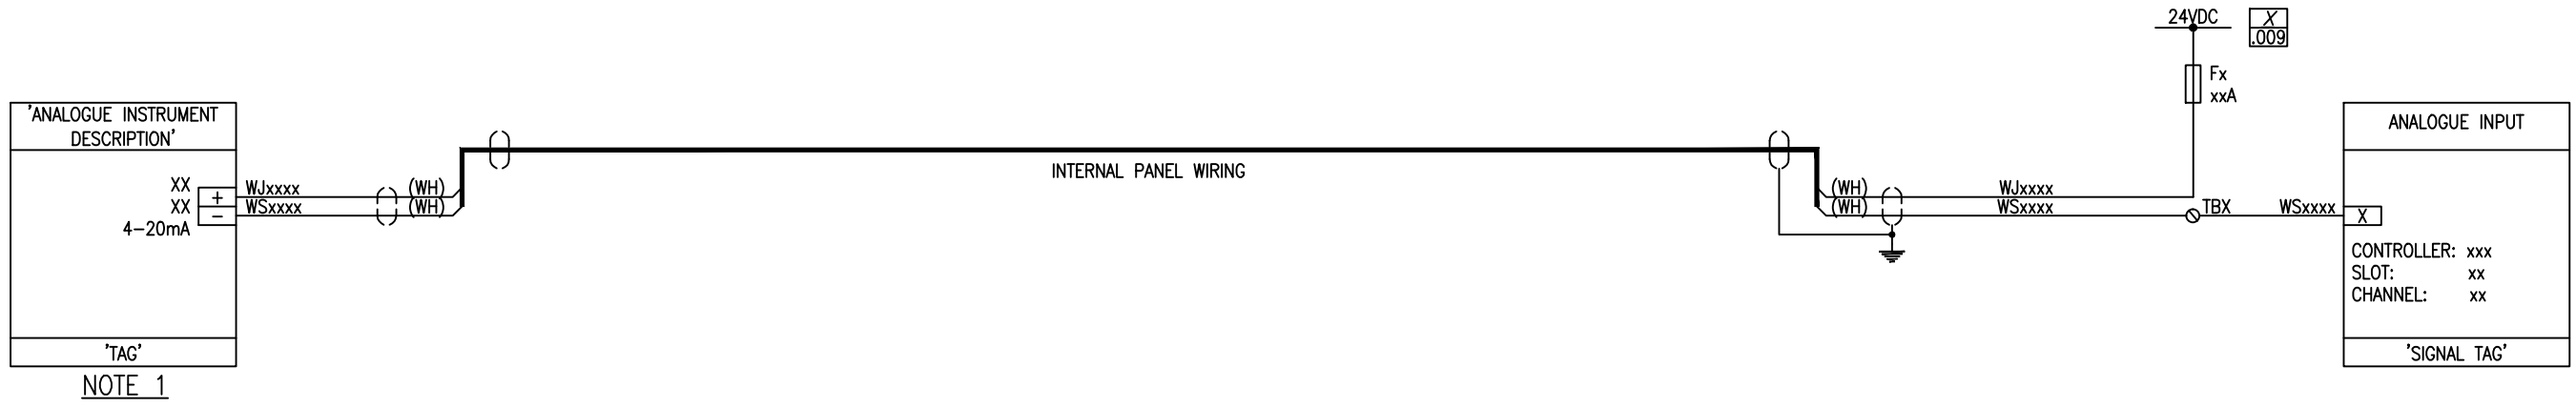 24VDC
X
.009
Fx
xxA
'ANALOGUE INSTRUMENT
DESCRIPTION'
XX
XX
4-20mA
+
−
WJxxxx
WSxxxx
(WH)
(WH)
INTERNAL PANEL WIRING
(WH)
(WH)
WJxxxx
WSxxxx
TBX
WSxxxx
ANALOGUE INPUT
X
CONTROLLER: xxx
SLOT: xx
CHANNEL: xx
'TAG'
'SIGNAL TAG'
NOTE 1